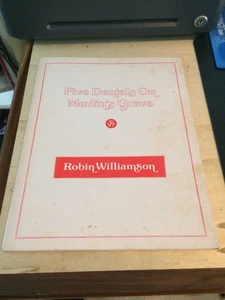 Five Denials On
Merlin's Grave
Robin Williamson